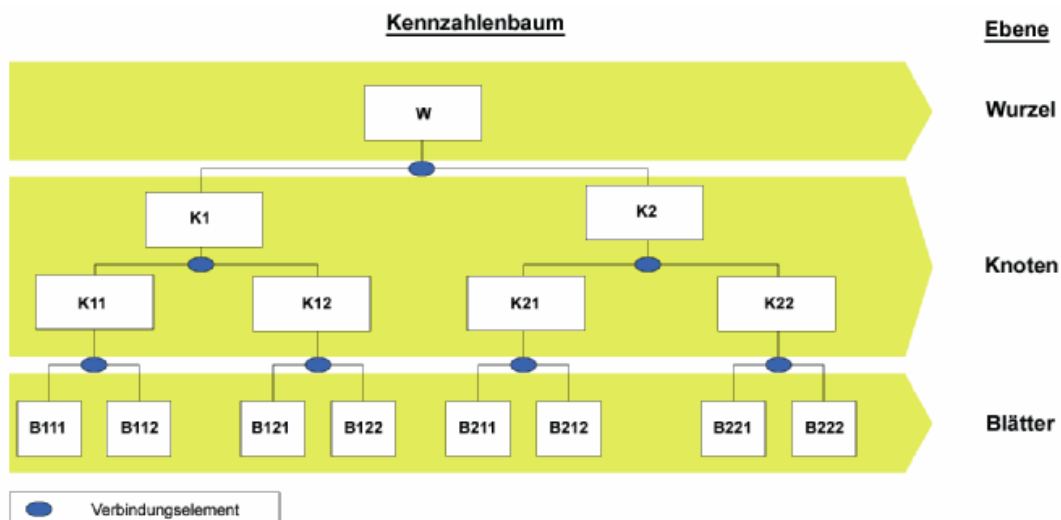 Kennzahlenbaum
Ebene
W
Wurzel
K1
K2
Knoten
K11
K12
K21
K22
B111
B112
B121
B122
B211
B212
B221
B222
Blätter
Verbindungselement